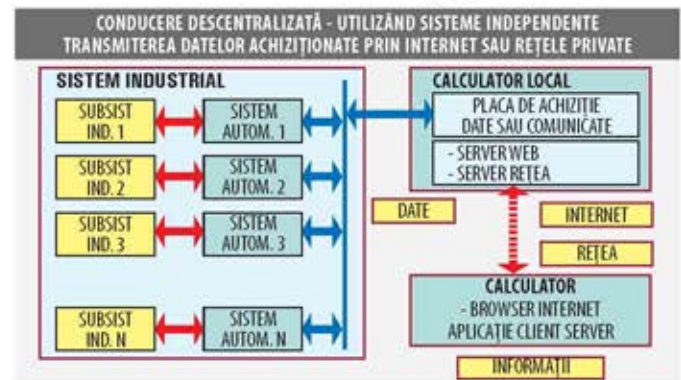 CONDUCERE DESCENTRALIZATĂ - UTILIZÂND SISTEME INDEPENDENTE
TRANSMITEREA DATELOR ACHIZIȚIONATE PRIN INTERNET SAU REȚELE PRIVATE
SISTEM INDUSTRIAL
SUBSIST
IND. 1
SISTEM
AUTOM. 1
SUBSIST
IND. 2
SISTEM
AUTOM. 2
SUBSIST
IND. 3
SISTEM
AUTOM. 3
SUBSIST
IND. N
SISTEM
AUTOM. N
CALCULATOR LOCAL
PLACA DE ACHIZIȚIE
DATE SAU COMUNICATE
- SERVER WEB
- SERVER REȚEA
DATE
INTERNET
REȚEA
CALCULATOR
- BROWSER INTERNET
APLICAȚIE CLIENT SERVER
INFORMAȚII